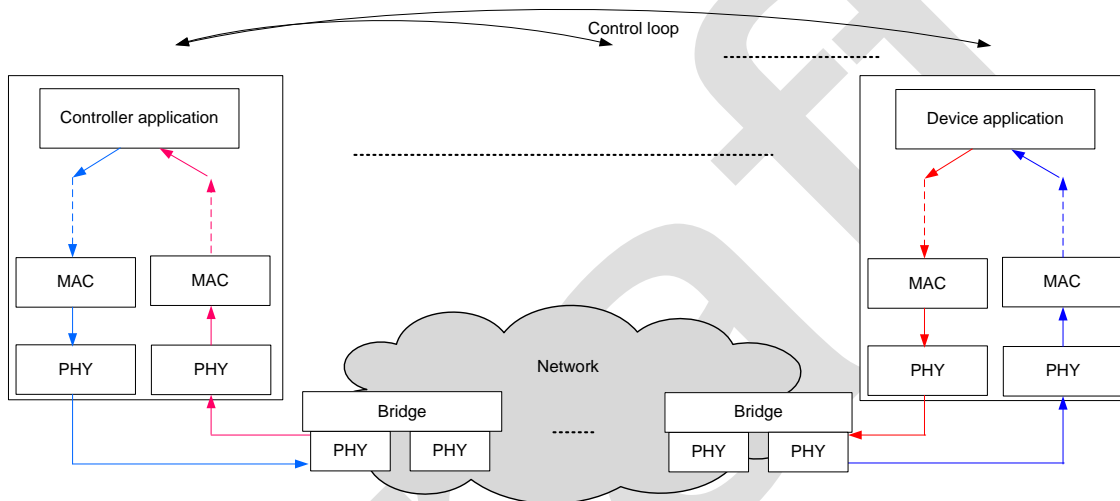 Control loop
Controller application
Device application
MAC
MAC
MAC
MAC
PHY
PHY
PHY
PHY
Network
Bridge
Bridge
PHY
PHY
PHY
PHY